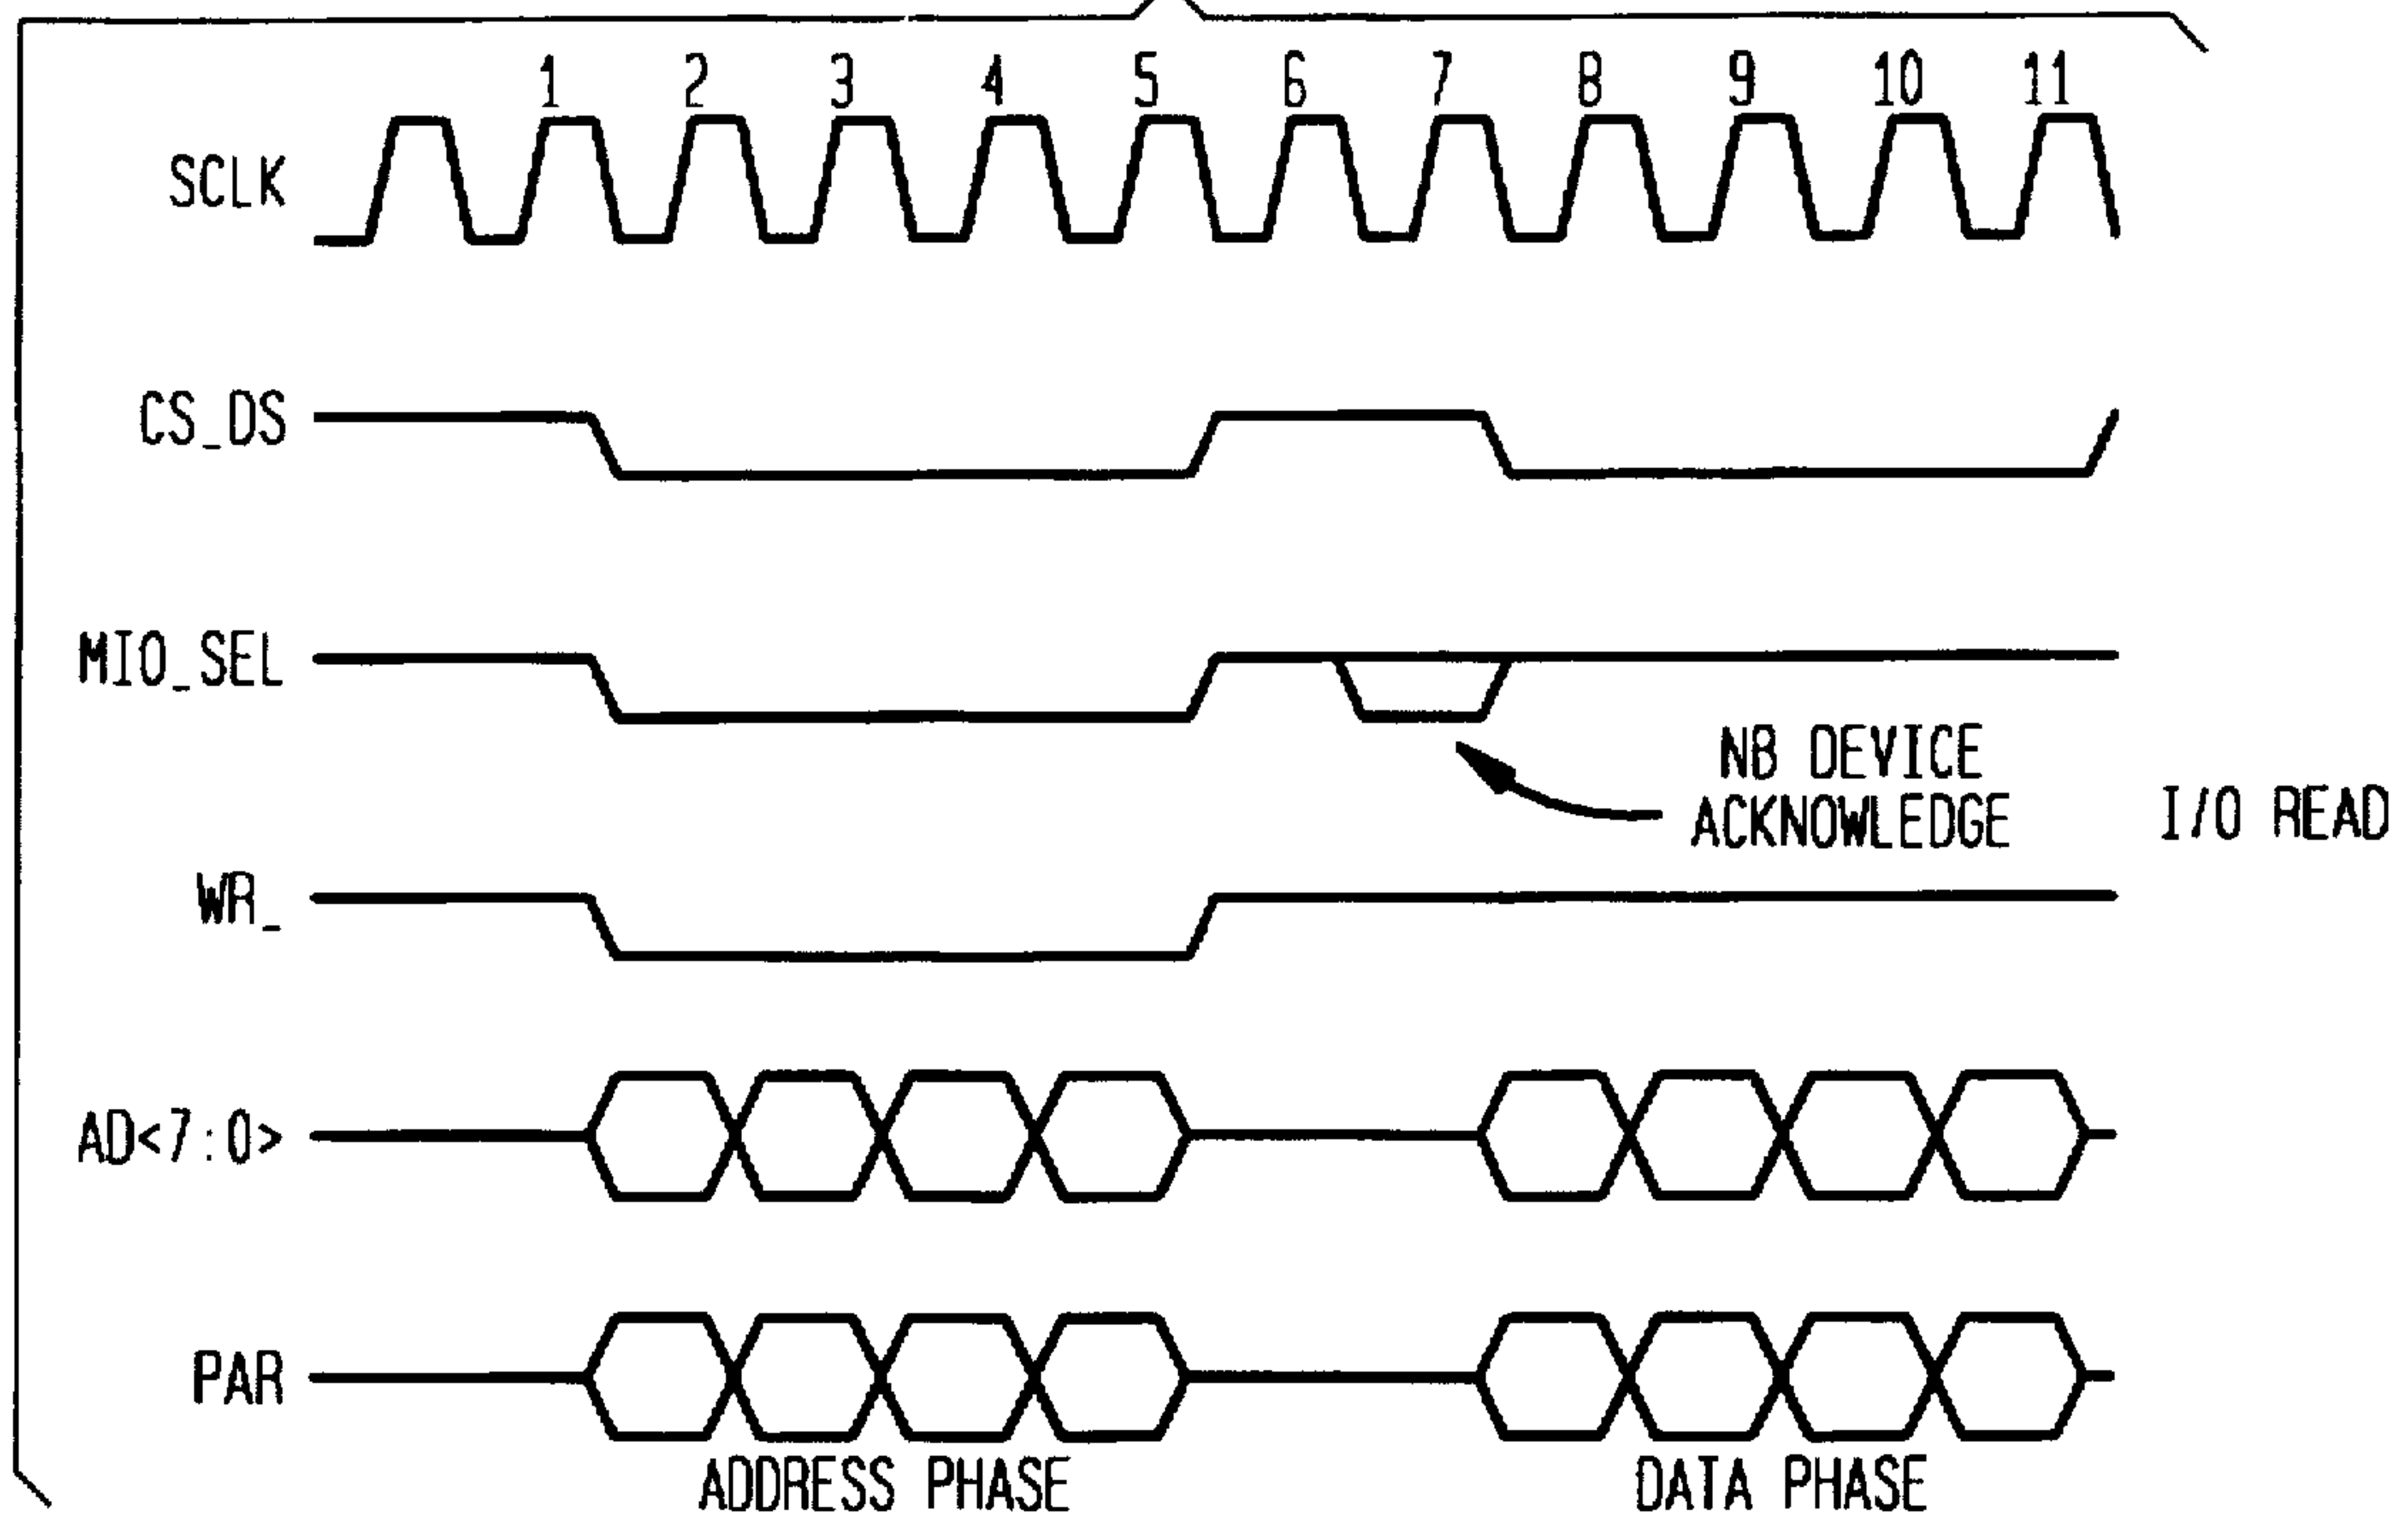 1 2 3 4 5 6 7 8 9 10 11
SCLK
CS_DS
MIO_SEL
NB DEVICE
ACKNOWLEDGE
I/O READ
WR_
AD<7:0>
PAR
ADDRESS PHASE
DATA PHASE